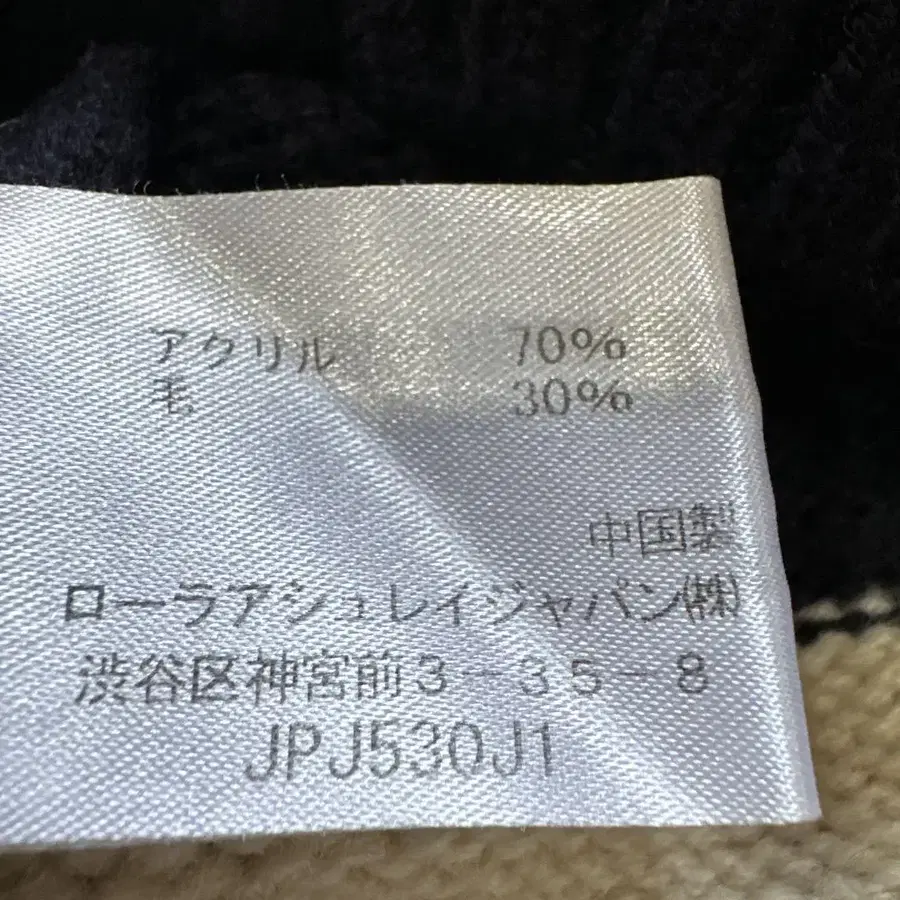 アクリル 70%
毛 30%
中国製
ローラアシュレイジャパン㈱
渋谷区神宮前3-35-8
JPJ530J1